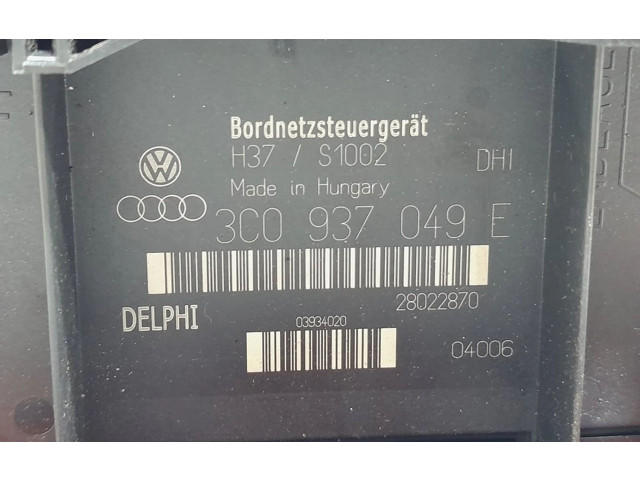 Bordnetzsteuergerät
H37 / S1002 DHI
Made in Hungary
3C0 937 049 E
28022870
DELPHI
03934020
04006